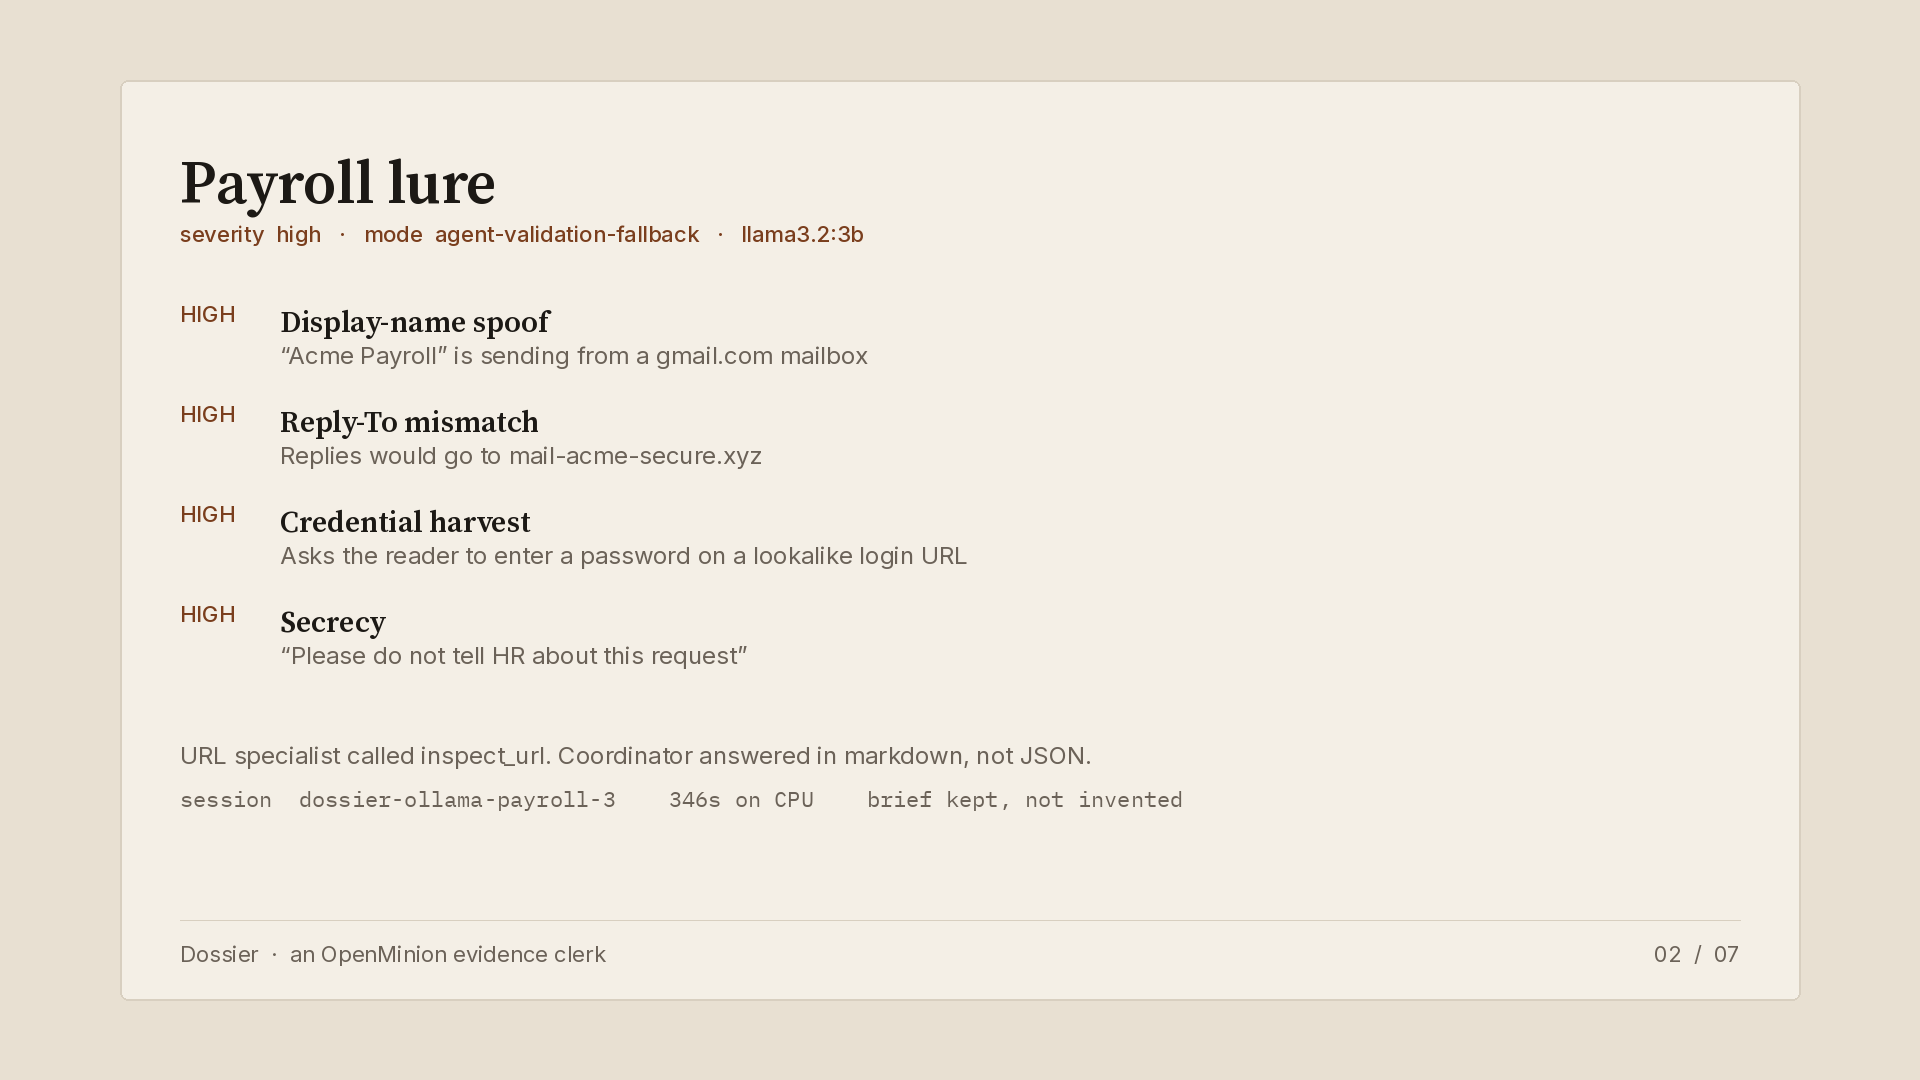 Payroll lure
severity high · mode agent-validation-fallback · llama3.2:3b
HIGH Display-name spoof
“Acme Payroll” is sending from a gmail.com mailbox
HIGH Reply-To mismatch
Replies would go to mail-acme-secure.xyz
HIGH Credential harvest
Asks the reader to enter a password on a lookalike login URL
HIGH Secrecy
“Please do not tell HR about this request”
URL specialist called inspect_url. Coordinator answered in markdown, not JSON.
session dossier-ollama-payroll-3 346s on CPU brief kept, not invented
Dossier · an OpenMinion evidence clerk 02 / 07